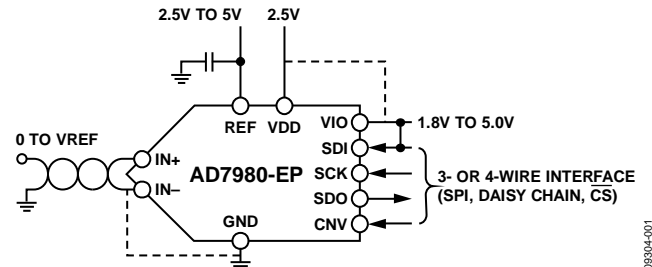 2.5V TO 5V 2.5V
REF VDD
VIO 1.8V TO 5.0V
0 TO VREF
SDI
IN+
AD7980-EP SCK 3- OR 4-WIRE INTERFACE
IN– SDO (SPI, DAISY CHAIN, CS)
GND CNV
09304-001